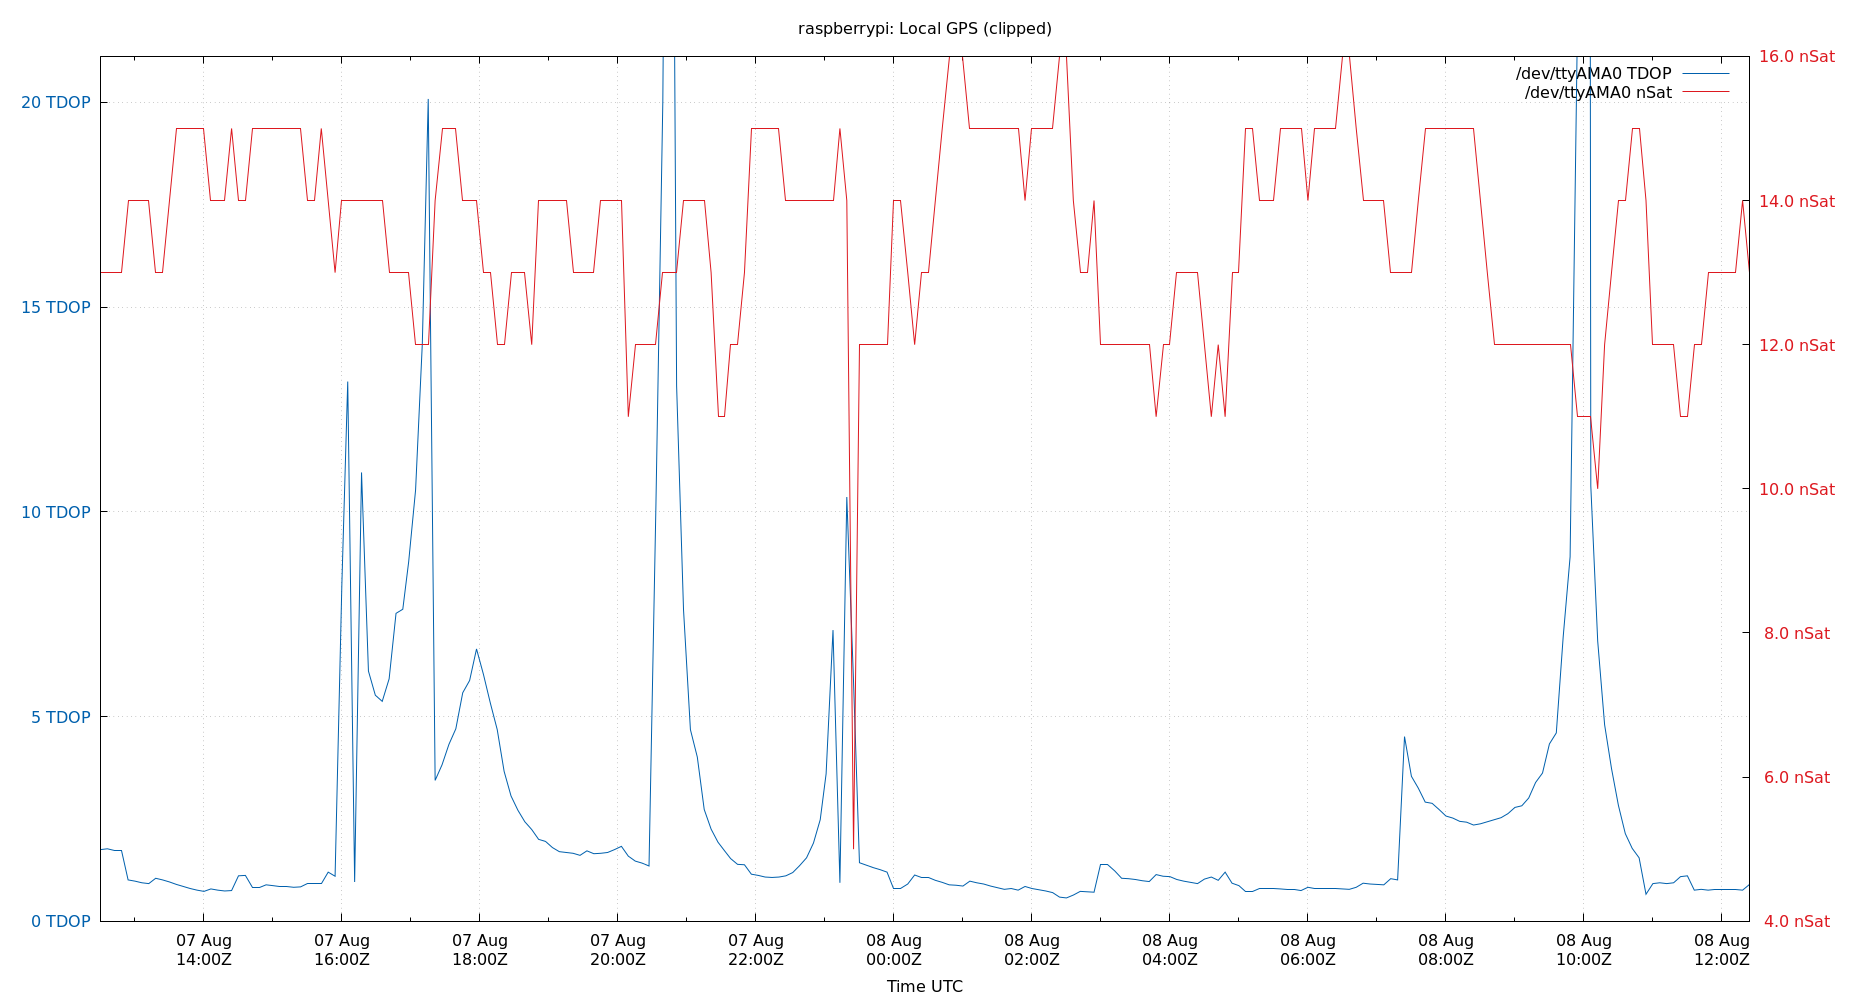 raspberrypi: Local GPS (clipped)
/dev/ttyAMA0 TDOP
/dev/ttyAMA0 nSat
20 TDOP
15 TDOP
10 TDOP
5 TDOP
0 TDOP
16.0 nSat
14.0 nSat
12.0 nSat
10.0 nSat
8.0 nSat
6.0 nSat
4.0 nSat
07 Aug
14:00Z
07 Aug
16:00Z
07 Aug
18:00Z
07 Aug
20:00Z
07 Aug
22:00Z
08 Aug
00:00Z
08 Aug
02:00Z
08 Aug
04:00Z
08 Aug
06:00Z
08 Aug
08:00Z
08 Aug
10:00Z
08 Aug
12:00Z
Time UTC